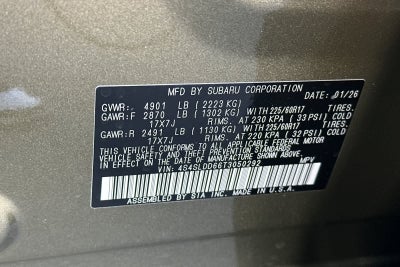 MFD BY SUBARU CORPORATION DATE: 01/26
GVWR: 4901 LB ( 2223 KG)
GAWR:F 2870 LB ( 1302 KG) WITH 225/60R17 TIRES,
17X7J RIMS, AT 230 KPA ( 33 PSI) COLD
GAWR:R 2491 LB ( 1130 KG) WITH 225/60R17 TIRES,
17X7J RIMS, AT 220 KPA ( 32 PSI) COLD
THIS VEHICLE CONFORMS TO ALL APPLICABLE FEDERAL MOTOR
VEHICLE SAFETY, BUMPER, AND THEFT PREVENTION STANDARDS
IN EFFECT ON THE DATE OF MANUFACTURE SHOWN ABOVE.
VIN: 4S4SLDD66T3050292 MPV
ASSEMBLED BY SIA INC. MADE IN U.S.A.